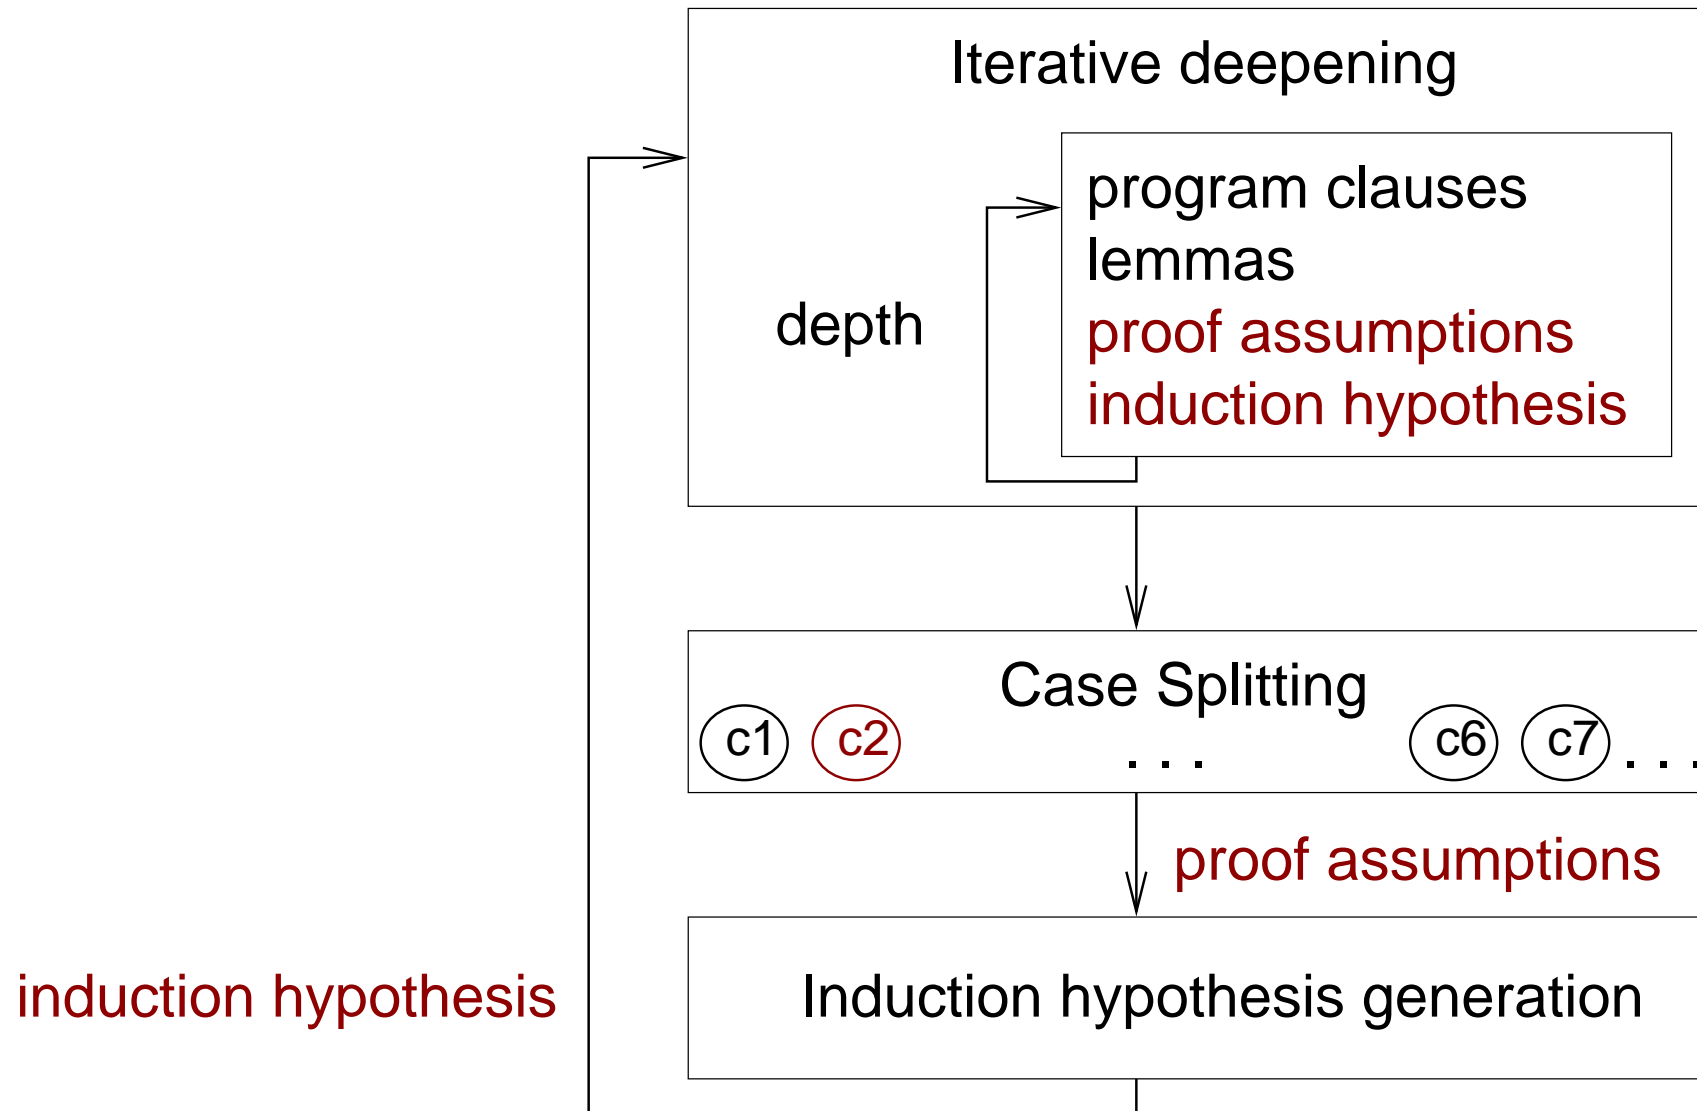 Iterative deepening
program clauses
lemmas
proof assumptions
induction hypothesis
depth
Case Splitting
c1 c2 . . . c6 c7 . . .
proof assumptions
induction hypothesis
Induction hypothesis generation